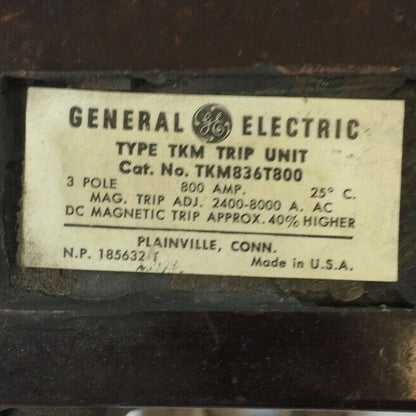 GENERAL GE ELECTRIC
TYPE TKM TRIP UNIT
Cat. No. TKM836T800
3 POLE 800 AMP. 25° C.
MAG. TRIP ADJ. 2400-8000 A. AC
DC MAGNETIC TRIP APPROX. 40% HIGHER
PLAINVILLE, CONN.
N.P. 185632 Made in U.S.A.